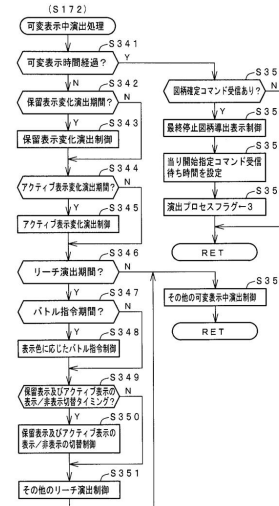 (S172)
可変表示中演出処理
S341
可変表示時間経過？
Y
N
S342
保留表示変化演出期間？
N
Y
S343
保留表示変化演出制御
S344
アクティブ表示変化演出期間？
N
Y
S345
アクティブ表示変化演出制御
S346
リーチ演出期間？
N
Y
S347
バトル指令期間？
N
Y
S348
表示色に応じたバトル指令制御
S349
保留表示及びアクティブ表示の
表示／非表示切替タイミング？
N
Y
S350
保留表示及びアクティブ表示の
表示／非表示の切替制御
S351
その他のリーチ演出制御
S35
図柄確定コマンド受信あり？
N
Y
S35
最終停止図柄導出表示制御
S35
当り開始指定コマンド受信
待ち時間を設定
S35
演出プロセスフラグ←3
RET
S35
その他の可変表示中制御
RET